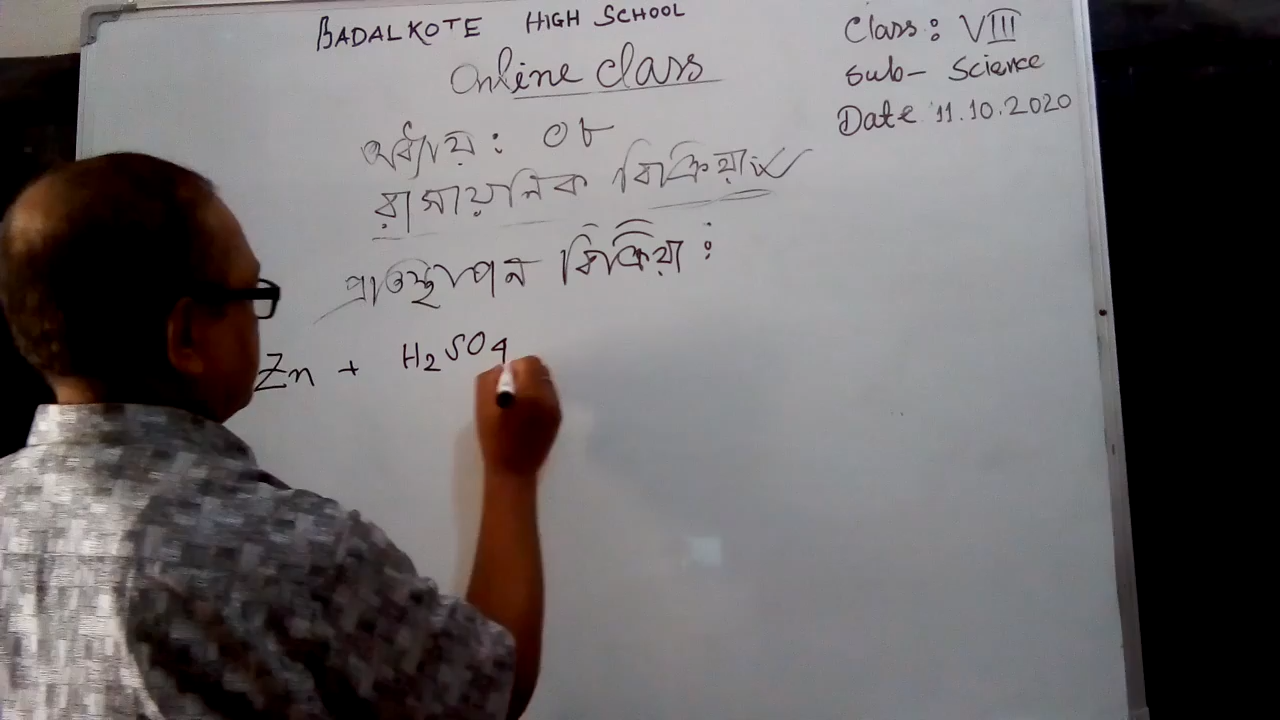 BADALKOTE HIGH SCHOOL
Online Class
Class: VIII
Sub- Science
Date 11.10.2020
অধ্যায়: ০৮
রাসায়নিক বিক্রিয়া
প্রতিস্থাপন বিক্রিয়া:
Zn + H2SO4